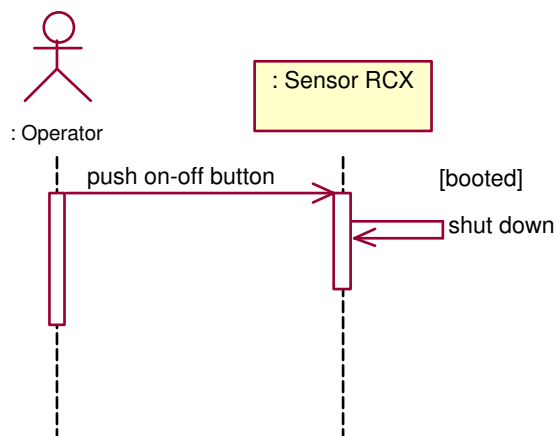 : Sensor RCX
: Operator
push on-off button
[booted]
shut down